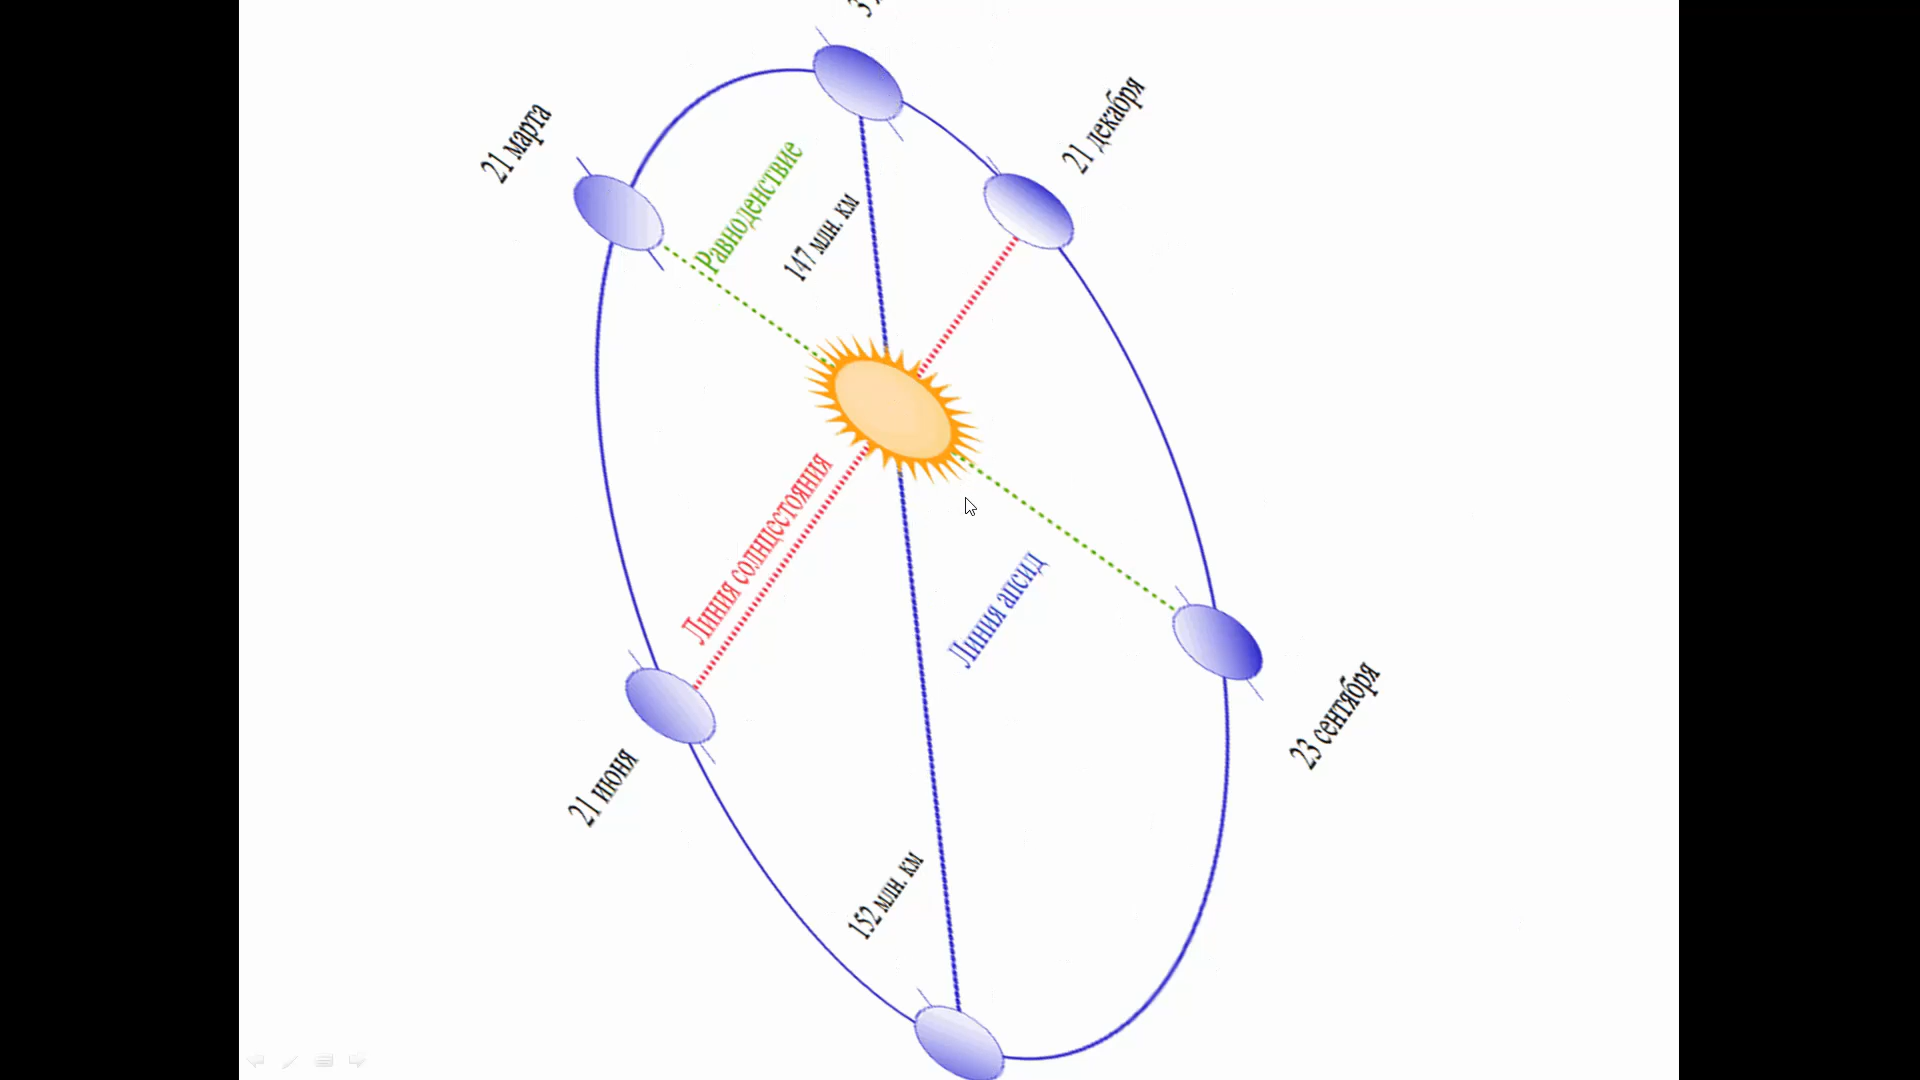 21 марта
21 декабря
Равноденствие
147 млн. км
Линия солнцестояния
Линия апсид
21 июня
23 сентября
152 млн. км